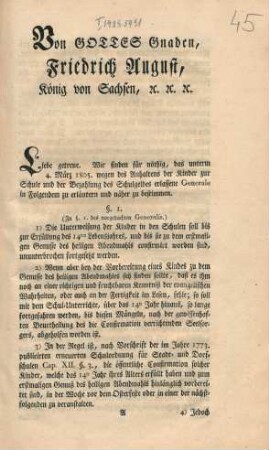 1923 1931
45
Von GOTTES Gnaden,
Friedrich August,
König von Sachsen, ꝛc. ꝛc. ꝛc.
Liebe getreue. Wir finden für nöthig, das unterm
4. März 1805. wegen des Anhaltens der Kinder zur
Schule und der Bezahlung des Schulgeldes erlassene Generale
in Folgendem zu erläutern und näher zu bestimmen.
§. 1.
(Zu §. 1. des angezogenen Generalis.)
1) Die Unterweisung der Kinder in den Schulen soll bis
zur Erfüllung des 14ten Lebensjahres, und bis sie zu dem erstmali-
gen Genusse des heiligen Abendmahls confirmirt worden sind,
ununterbrochen fortgesetzt werden.
2) Wenn aber bey der Vorbereitung eines Kindes zu dem
Genusse des heiligen Abendmahls sich finden sollte, daß es ihm
noch an einer richtigen und fruchtbaren Kenntniß der evangelischen
Wahrheiten, oder auch an der Fertigkeit im Lesen, fehle; so soll
mit dem Schul-Unterrichte, über das 14te Jahr hinaus, so lange
fortgefahren werden, bis diesen Mängeln, nach der gewissenhaf-
ten Beurtheilung des die Confirmation verrichtenden Seelsor-
gers, abgeholfen worden ist.
3) In der Regel ist, nach Vorschrift der im Jahre 1773.
publicirten erneuerten Schulordnung für Stadt- und Dorf-
schulen Cap. XII. §. 3., die öffentliche Confirmation solcher
Kinder, welche das 14te Jahr ihres Alters erfüllt haben und zum
erstmaligen Genuß des heiligen Abendmahls hinlänglich vorberei-
tet sind, in der Woche vor dem Osterfeste oder in einer der nächst-
folgenden zu veranstalten.
A 4) Jedoch